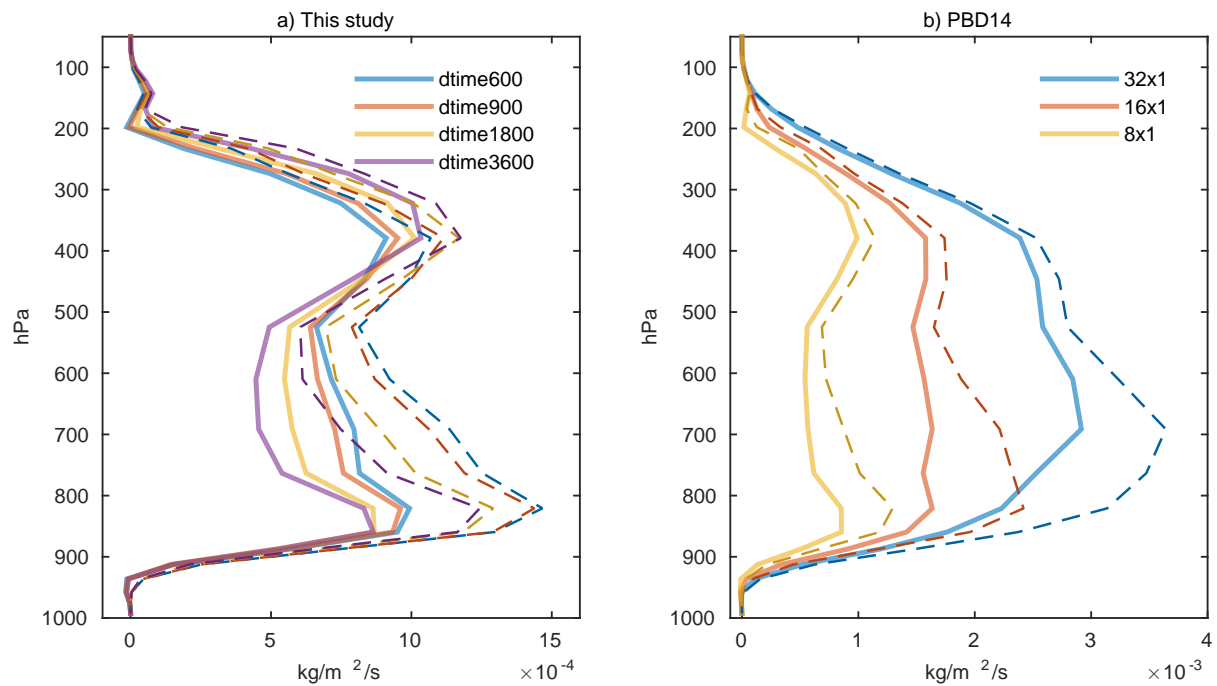 a) This study
100
200
300
400
500
600
700
800
900
1000
hPa
dtime600
dtime900
dtime1800
dtime3600
0
5
10
15
kg/m ²/s
×10⁻⁴
b) PBD14
100
200
300
400
500
600
700
800
900
1000
hPa
32x1
16x1
8x1
0
1
2
3
4
kg/m ²/s
×10⁻³